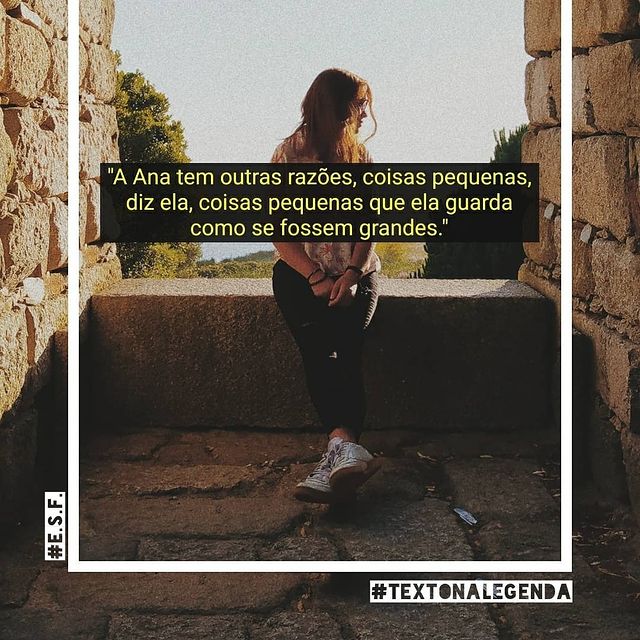 "A Ana tem outras razões, coisas pequenas,
diz ela, coisas pequenas que ela guarda
como se fossem grandes."
#E.S.F.
#TEXTONALEGENDA